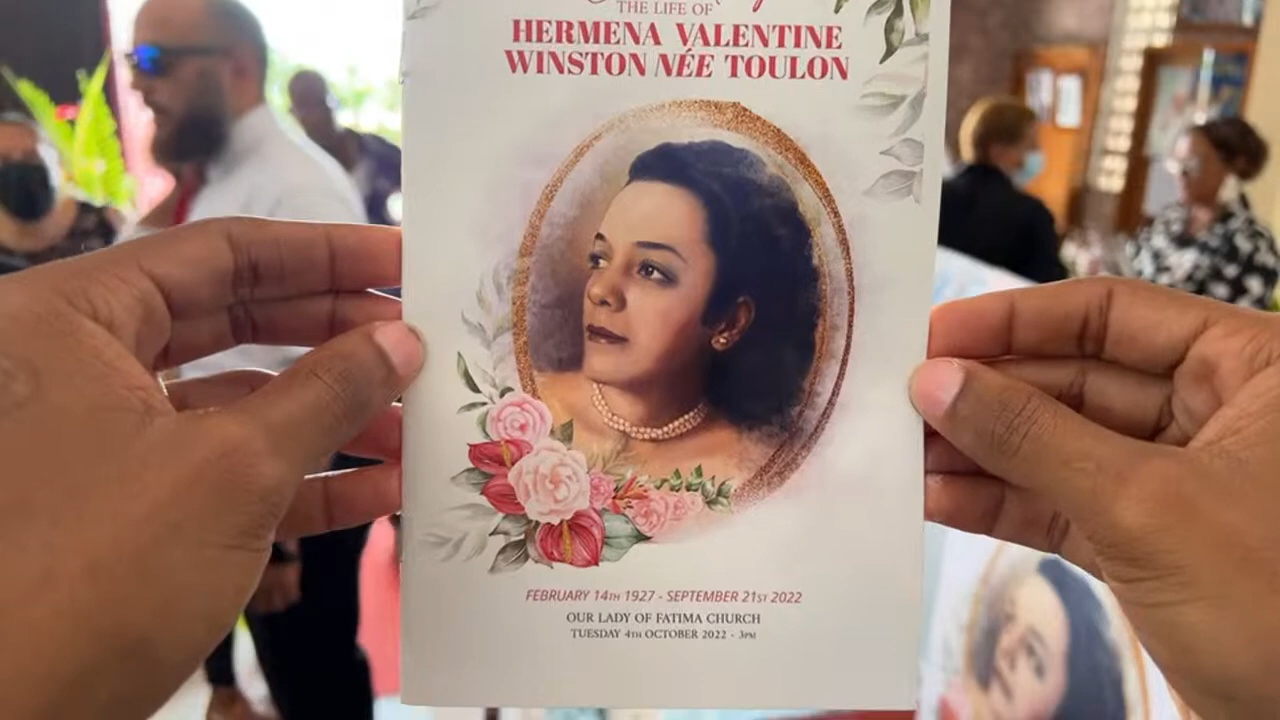 THE LIFE OF
HERMENA VALENTINE
WINSTON NÉE TOULON
FEBRUARY 14TH 1927 - SEPTEMBER 21ST 2022
OUR LADY OF FATIMA CHURCH
TUESDAY 4TH OCTOBER 2022 - 3PM